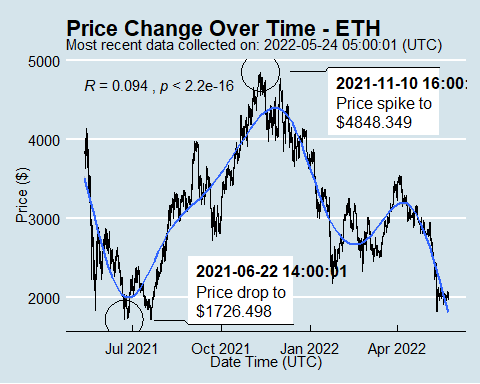 Price Change Over Time - ETH
Most recent data collected on: 2022-05-24 05:00:01 (UTC)
5000
R = 0.094 , p < 2.2e-16
2021-11-10 16:00:
Price spike to
$4848.349
4000
Price ($)
3000
2021-06-22 14:00:01
Price drop to
$1726.498
2000
Jul 2021
Oct 2021
Jan 2022
Apr 2022
Date Time (UTC)